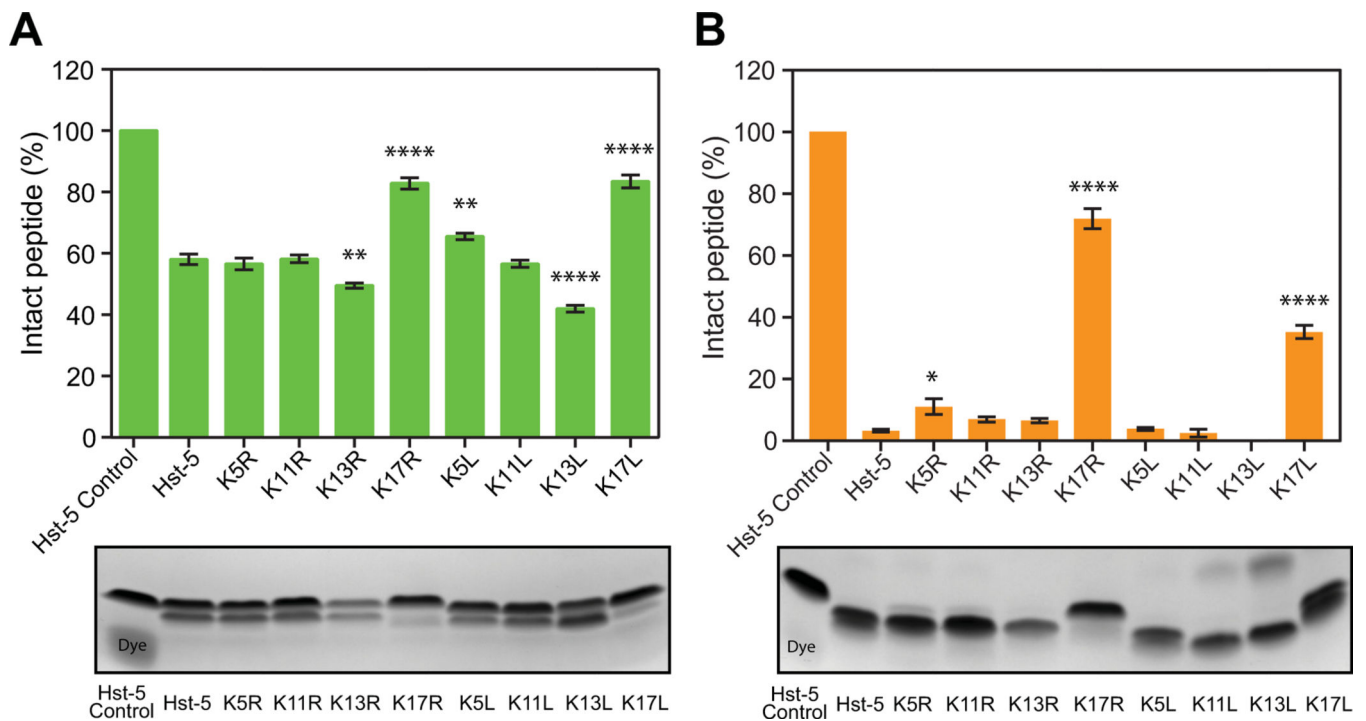 A
B
Intact peptide (%)
120
100
80
60
40
20
0
**
****
**
****
****
Hst-5 Control
Hst-5
K5R
K11R
K13R
K17R
K5L
K11L
K13L
K17L
Dye
Hst-5
Control
Hst-5 K5R K11R K13R K17R K5L K11L K13L K17L
Intact peptide (%)
120
100
80
60
40
20
0
*
****
****
Hst-5 Control
Hst-5
K5R
K11R
K13R
K17R
K5L
K11L
K13L
K17L
Dye
Hst-5
Control
Hst-5 K5R K11R K13R K17R K5L K11L K13L K17L